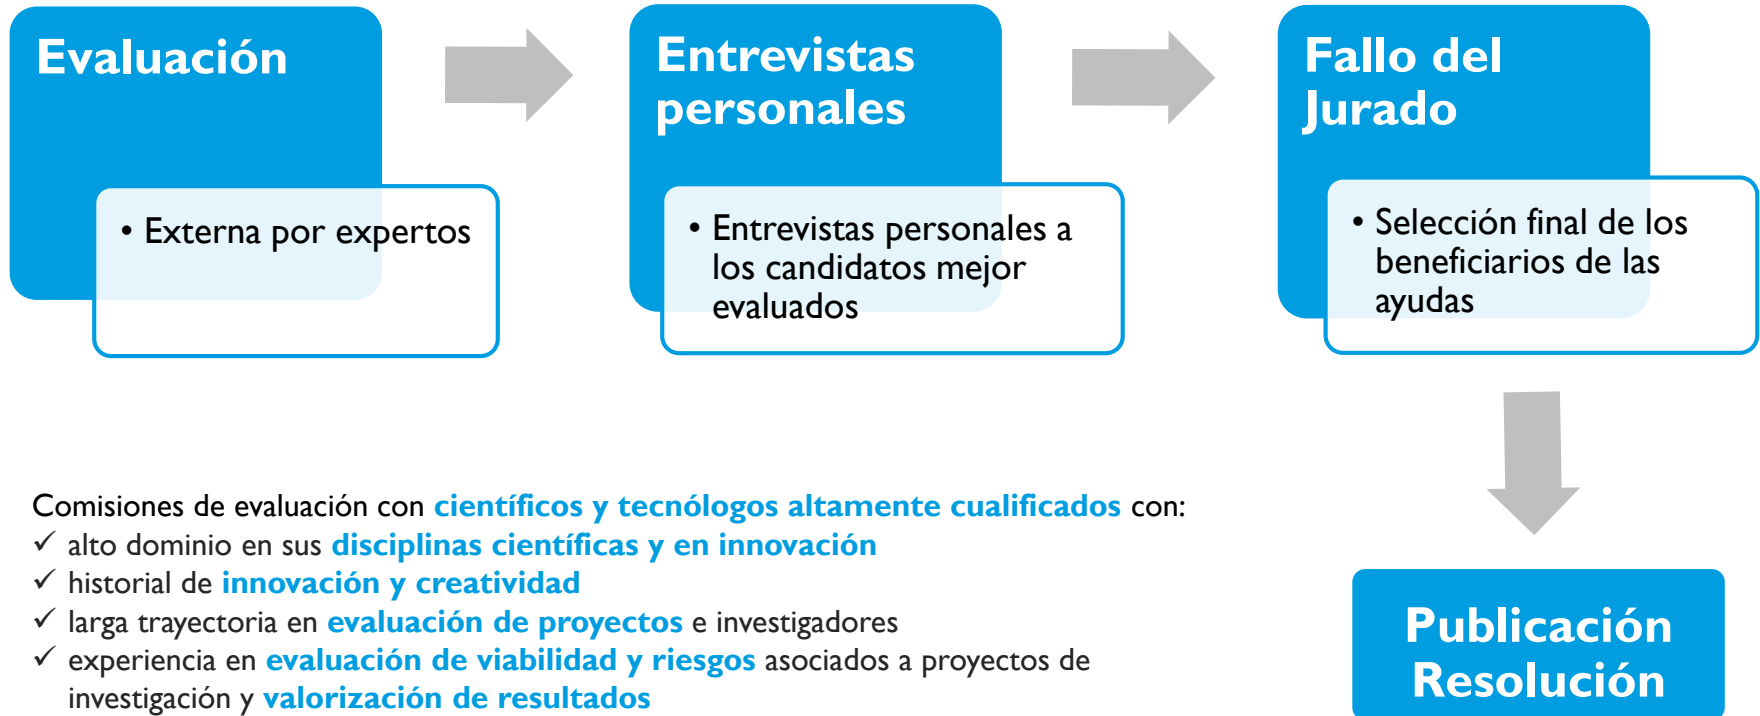 Evaluación
• Externa por expertos
Entrevistas
personales
• Entrevistas personales a
los candidatos mejor
evaluados
Fallo del
Jurado
• Selección final de los
beneficiarios de las
ayudas
Comisiones de evaluación con científicos y tecnólogos altamente cualificados con:
✓ alto dominio en sus disciplinas científicas y en innovación
✓ historial de innovación y creatividad
✓ larga trayectoria en evaluación de proyectos e investigadores
✓ experiencia en evaluación de viabilidad y riesgos asociados a proyectos de
investigación y valorización de resultados
Publicación
Resolución